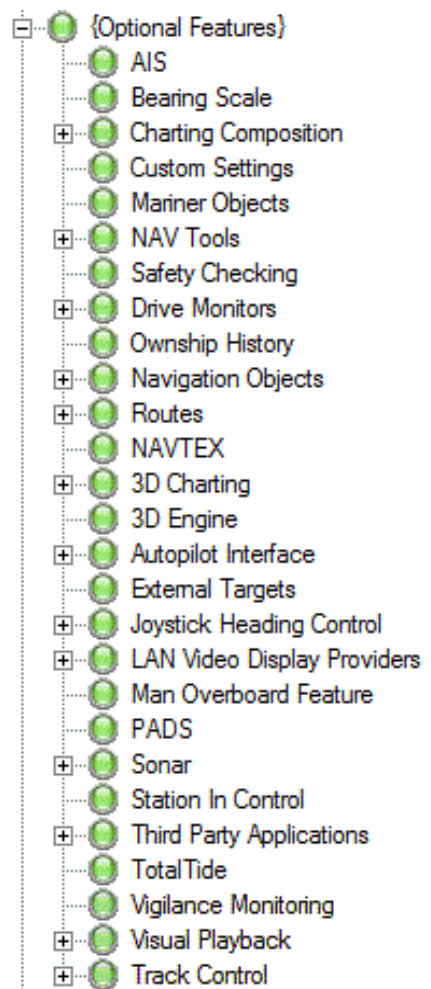 {Optional Features}
AIS
Bearing Scale
Charting Composition
Custom Settings
Mariner Objects
NAV Tools
Safety Checking
Drive Monitors
Ownship History
Navigation Objects
Routes
NAVTEX
3D Charting
3D Engine
Autopilot Interface
External Targets
Joystick Heading Control
LAN Video Display Providers
Man Overboard Feature
PADS
Sonar
Station In Control
Third Party Applications
TotalTide
Vigilance Monitoring
Visual Playback
Track Control